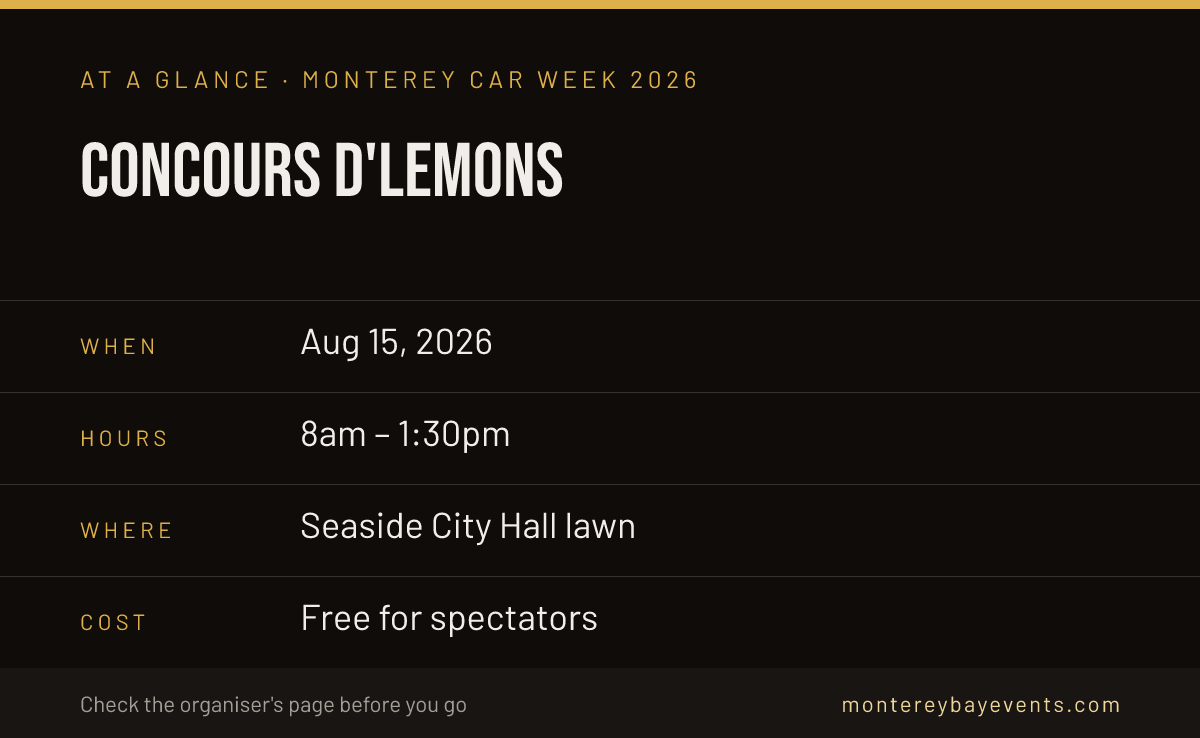 AT A GLANCE · MONTEREY CAR WEEK 2026
CONCOURS D'LEMONS
WHEN Aug 15, 2026
HOURS 8am – 1:30pm
WHERE Seaside City Hall lawn
COST Free for spectators
Check the organiser's page before you go montereybayevents.com